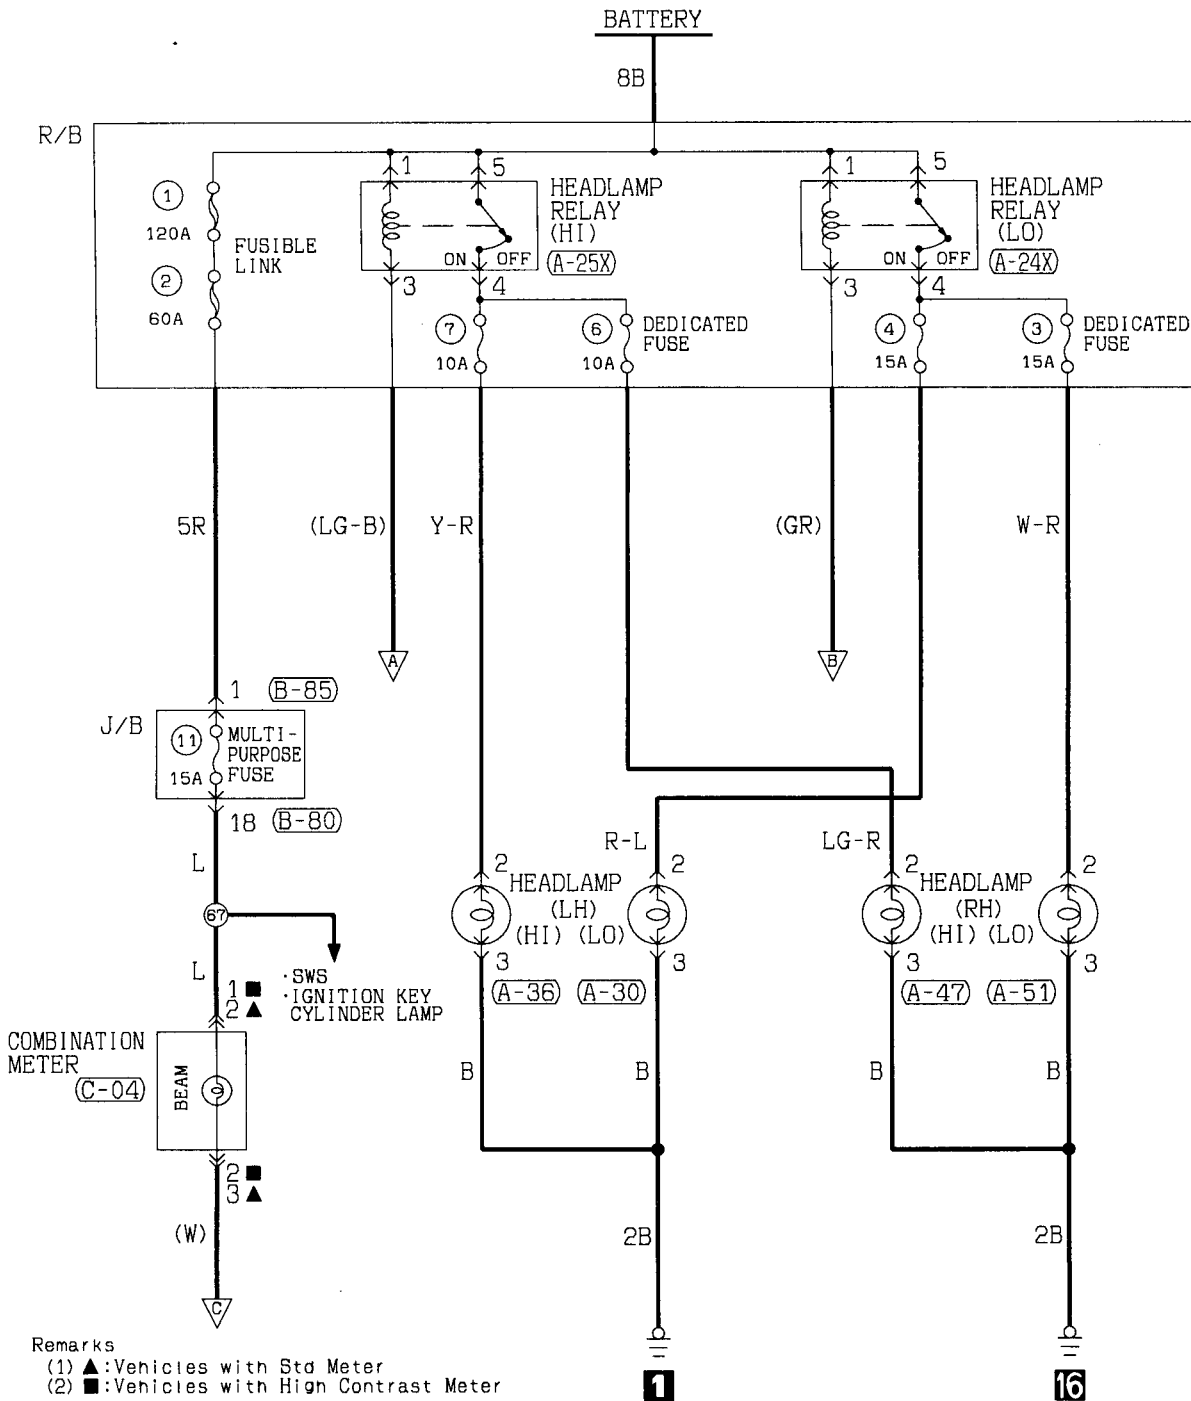 BATTERY
8B
R/B
1
120A
2
60A
FUSIBLE
LINK
1
5
HEADLAMP
RELAY
(HI)
A-25X
ON
OFF
3
4
7
10A
6
10A
DEDICATED
FUSE
1
5
HEADLAMP
RELAY
(LO)
A-24X
ON
OFF
3
4
4
15A
3
15A
DEDICATED
FUSE
5R
(LG-B)
Y-R
(GR)
W-R
A
B
1
B-85
J/B
11
15A
MULTI-
PURPOSE
FUSE
18
B-80
L
67
L
·SWS
·IGNITION KEY
CYLINDER LAMP
1■
2▲
COMBINATION
METER
C-04
BEAM
2■
3▲
(W)
C
R-L
LG-R
2
HEADLAMP
(LH)
(HI) (LO)
2
3
3
A-36
A-30
2
HEADLAMP
(RH)
(HI) (LO)
2
3
3
A-47
A-51
B
B
B
B
2B
2B
1
16
Remarks
(1) ▲:Vehicles with Std Meter
(2) ■:Vehicles with High Contrast Meter